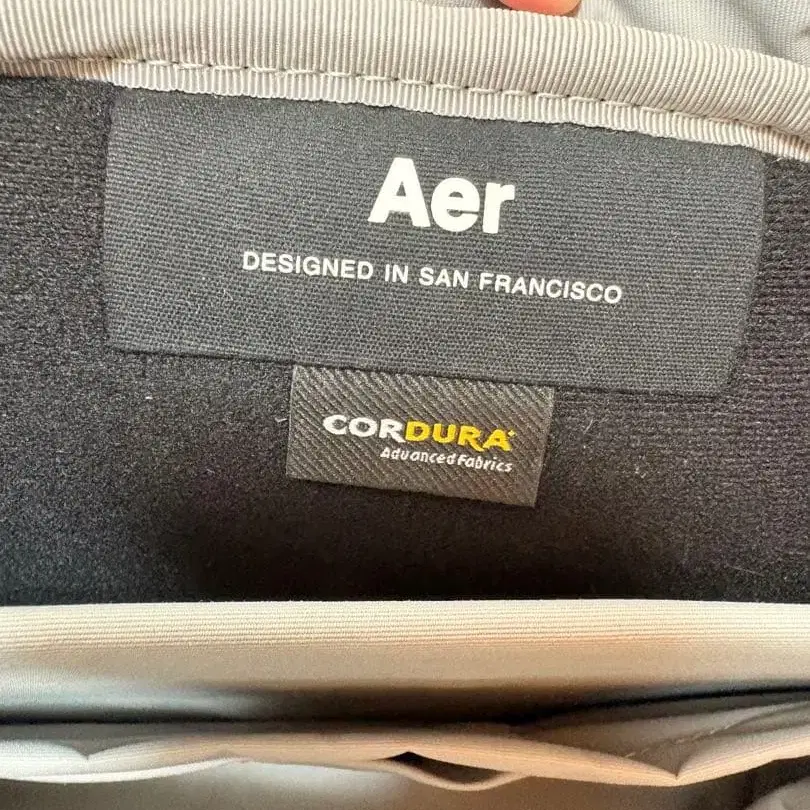 Aer
DESIGNED IN SAN FRANCISCO
CORDURA
Advanced Fabrics